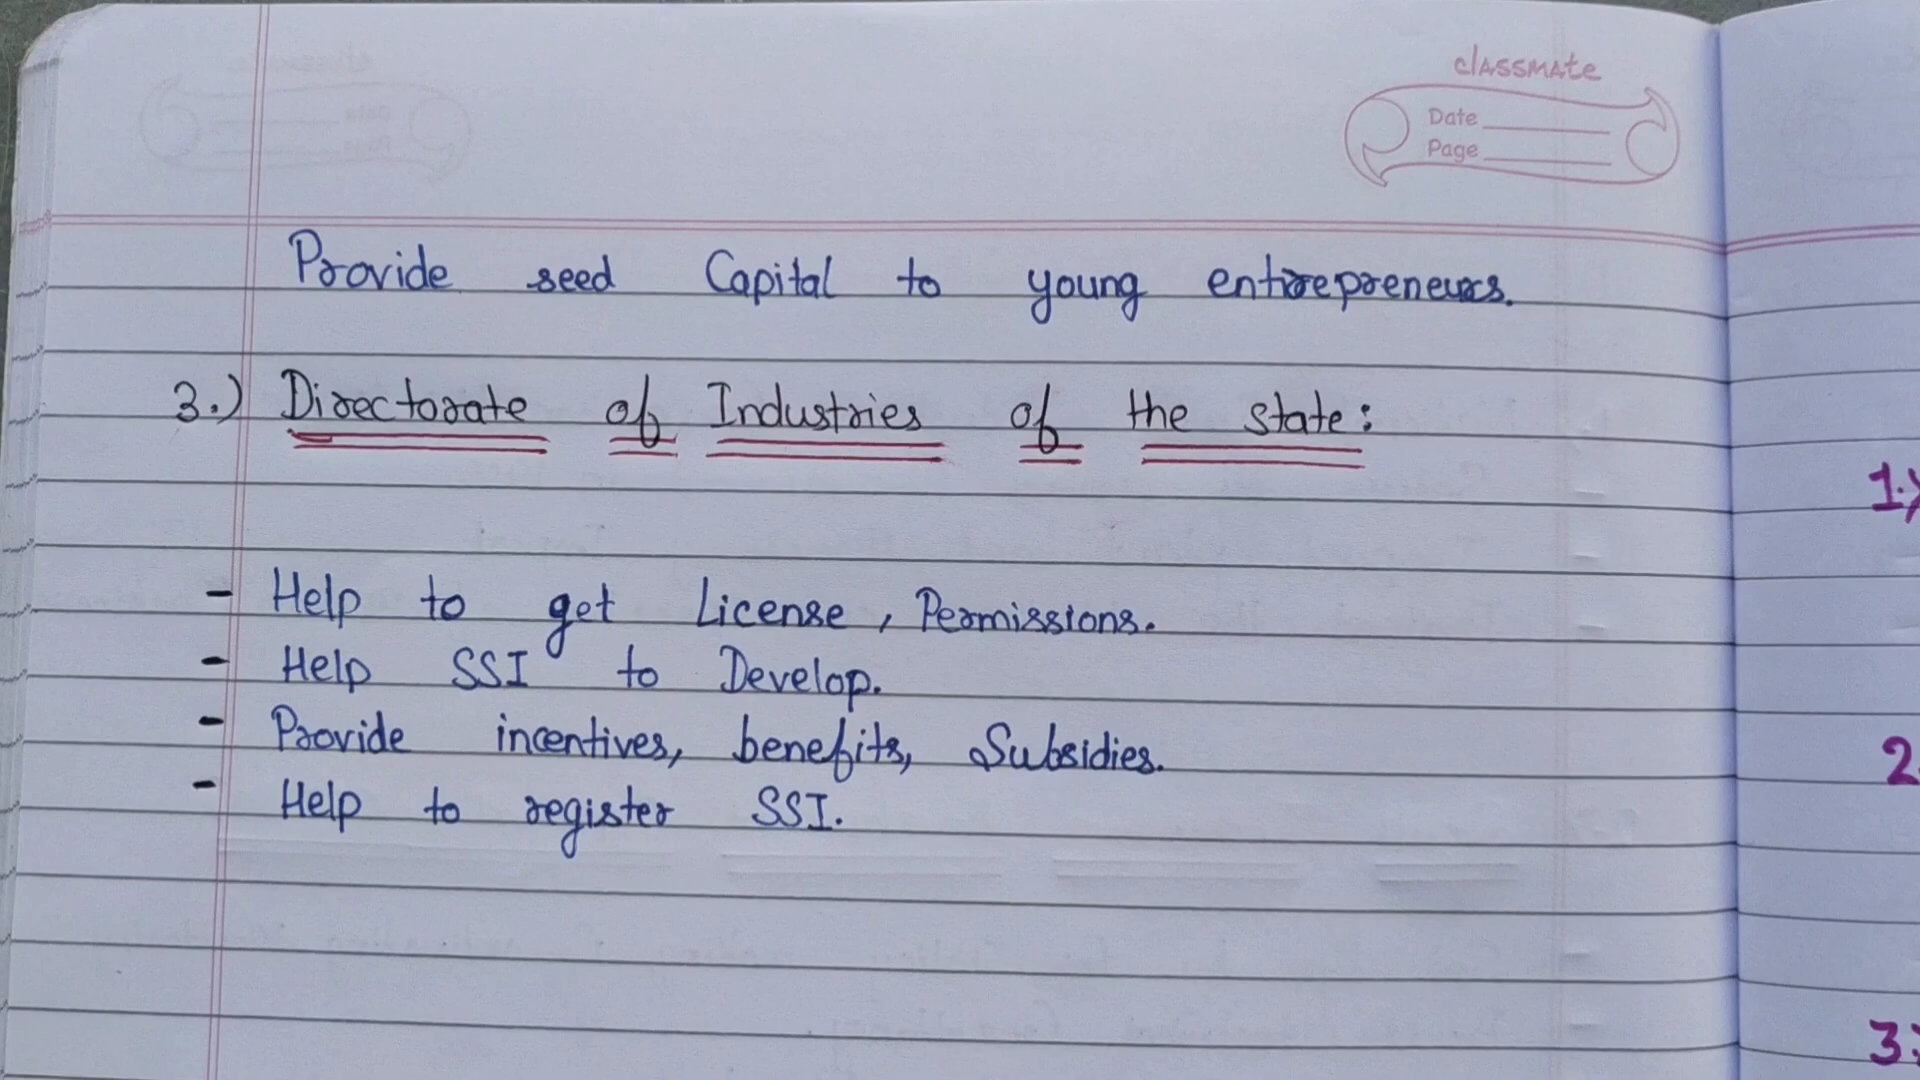 classmate
Date
Page
Provide seed Capital to young entrepreneurs.
3.) Directorate of Industries of the state:
- Help to get License, Permissions.
- Help SSI to Develop.
- Provide incentives, benefits, Subsidies.
- Help to register SSI.
1.)
2.
3.